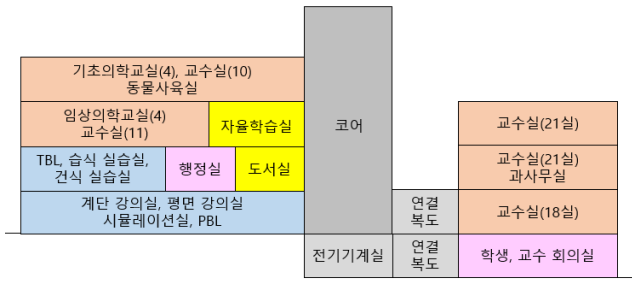 기초의학교실(4), 교수실(10)
동물사육실
임상의학교실(4)
교수실(11)
자율학습실
코어
교수실(21실)
TBL, 습식 실습실,
건식 실습실
행정실
도서실
교수실(21실)
과사무실
계단 강의실, 평면 강의실
시뮬레이션실, PBL
연결
복도
교수실(18실)
전기기계실
연결
복도
학생, 교수 회의실